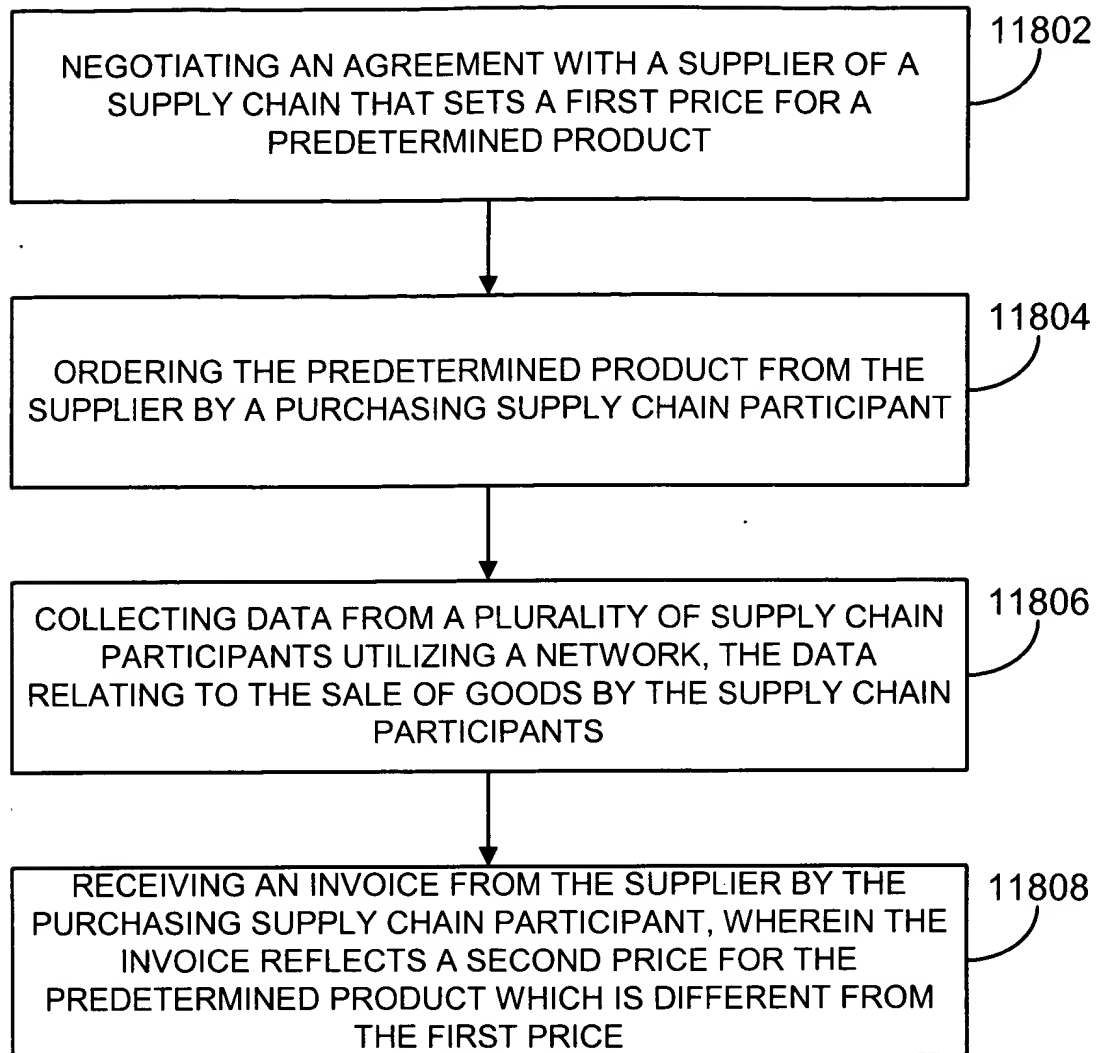 11802
NEGOTIATING AN AGREEMENT WITH A SUPPLIER OF A
SUPPLY CHAIN THAT SETS A FIRST PRICE FOR A
PREDETERMINED PRODUCT
11804
ORDERING THE PREDETERMINED PRODUCT FROM THE
SUPPLIER BY A PURCHASING SUPPLY CHAIN PARTICIPANT
11806
COLLECTING DATA FROM A PLURALITY OF SUPPLY CHAIN
PARTICIPANTS UTILIZING A NETWORK, THE DATA
RELATING TO THE SALE OF GOODS BY THE SUPPLY CHAIN
PARTICIPANTS
11808
RECEIVING AN INVOICE FROM THE SUPPLIER BY THE
PURCHASING SUPPLY CHAIN PARTICIPANT, WHEREIN THE
INVOICE REFLECTS A SECOND PRICE FOR THE
PREDETERMINED PRODUCT WHICH IS DIFFERENT FROM
THE FIRST PRICE